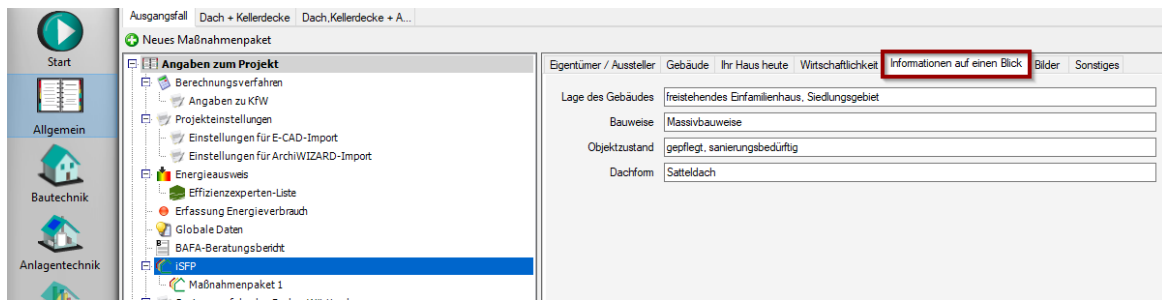 Ausgangsfall Dach + Kellerdecke Dach,Kellerdecke + A...
Neues Maßnahmenpaket
Start
Allgemein
Bautechnik
Anlagentechnik
Angaben zum Projekt
Berechnungsverfahren
Angaben zu KfW
Projekteinstellungen
Einstellungen für E-CAD-Import
Einstellungen für ArchiWIZARD-Import
Energieausweis
Effizienzexperten-Liste
Erfassung Energieverbrauch
Globale Daten
BAFA-Beratungsbericht
iSFP
Maßnahmenpaket 1
Eigentümer / Aussteller Gebäude Ihr Haus heute Wirtschaftlichkeit Informationen auf einen Blick Bilder Sonstiges
Lage des Gebäudes freistehendes Einfamilienhaus, Siedlungsgebiet
Bauweise Massivbauweise
Objektzustand gepflegt, sanierungsbedürftig
Dachform Satteldach